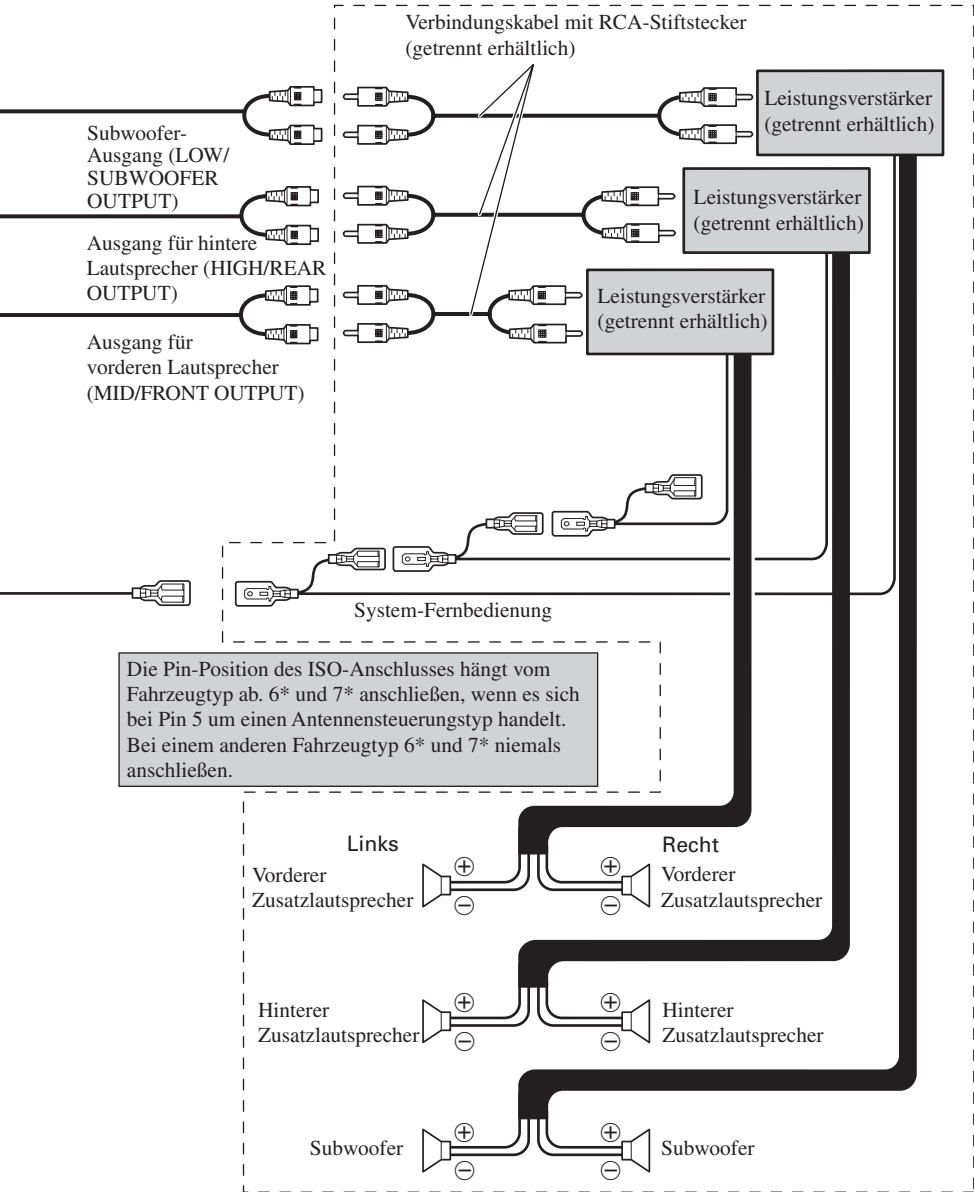 Verbindungskabel mit RCA-Stiftstecker
(getrennt erhältlich)
Leistungsverstärker
(getrennt erhältlich)
Subwoofer-
Ausgang (LOW/
SUBWOOFER
OUTPUT)
Leistungsverstärker
(getrennt erhältlich)
Ausgang für hintere
Lautsprecher (HIGH/REAR
OUTPUT)
Leistungsverstärker
(getrennt erhältlich)
Ausgang für
vorderen Lautsprecher
(MID/FRONT OUTPUT)
System-Fernbedienung
Die Pin-Position des ISO-Anschlusses hängt vom
Fahrzeugtyp ab. 6* und 7* anschließen, wenn es sich
bei Pin 5 um einen Antennensteuerungstyp handelt.
Bei einem anderen Fahrzeugtyp 6* und 7* niemals
anschließen.
Links
Recht
Vorderer
Zusatzlautsprecher
+
-
+
-
Vorderer
Zusatzlautsprecher
Hinterer
Zusatzlautsprecher
+
-
+
-
Hinterer
Zusatzlautsprecher
Subwoofer
+
-
+
-
Subwoofer